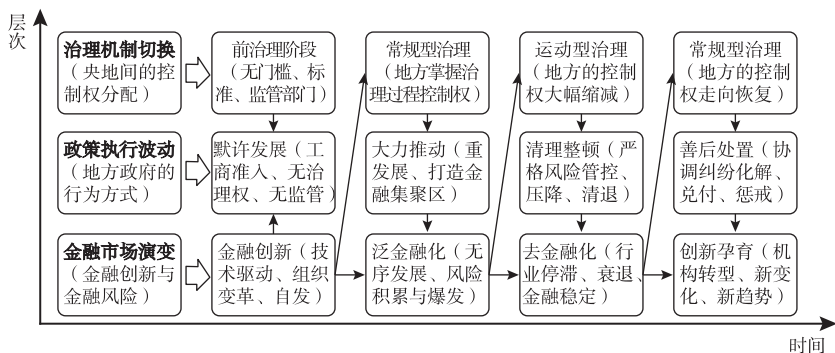 层次
治理机制切换
（央地间的控
制权分配）
前治理阶段
（无门槛、标
准、监管部门）
常规型治理
（地方掌握治
理过程控制权）
运动型治理
（地方的控制
权大幅缩减）
常规型治理
（地方的控制
权走向恢复）
政策执行波动
（地方政府的
行为方式）
默许发展（工
商准入、无治
理权、无监管）
大力推动（重
发展、打造金
融集聚区）
清理整顿（严
格风险管控、
压降、清退）
善后处置（协
调纠纷化解、
兑付、惩戒）
金融市场演变
（金融创新与
金融风险）
金融创新（技
术驱动、组织
变革、自发）
泛金融化（无
序发展、风险
积累与爆发）
去金融化（行
业停滞、衰退、
金融稳定）
创新孕育（机
构转型、新变
化、新趋势）
时间